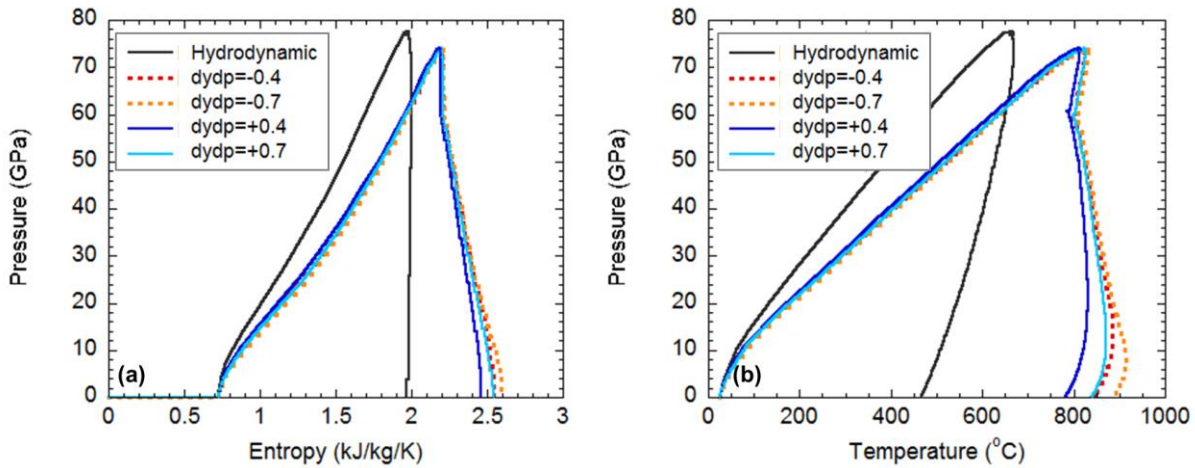 80
70
60
50
40
30
20
10
0
Pressure (GPa)
Hydrodynamic
dydp=-0.4
dydp=-0.7
dydp=+0.4
dydp=+0.7
(a)
0 0.5 1 1.5 2 2.5 3
Entropy (kJ/kg/K)
80
70
60
50
40
30
20
10
0
Pressure (GPa)
Hydrodynamic
dydp=-0.4
dydp=-0.7
dydp=+0.4
dydp=+0.7
(b)
0 200 400 600 800 1000
Temperature (°C)